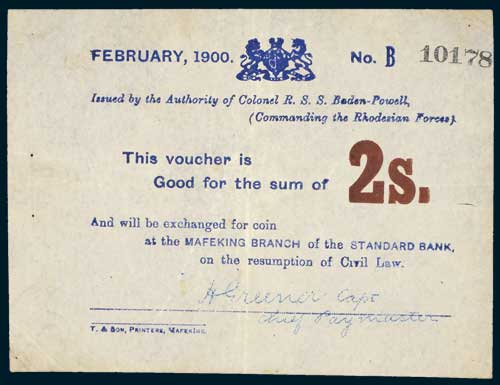 FEBRUARY, 1900. No. B 10178
Issued by the Authority of Colonel R. S. S. Baden-Powell,
(Commanding the Rhodesian Forces).
This voucher is
Good for the sum of 2s.
And will be exchanged for coin
at the MAFEKING BRANCH of the STANDARD BANK,
on the resumption of Civil Law.
H Greener Capt
Chief Paymaster
T. & SON, PRINTERS, MAFEKING.